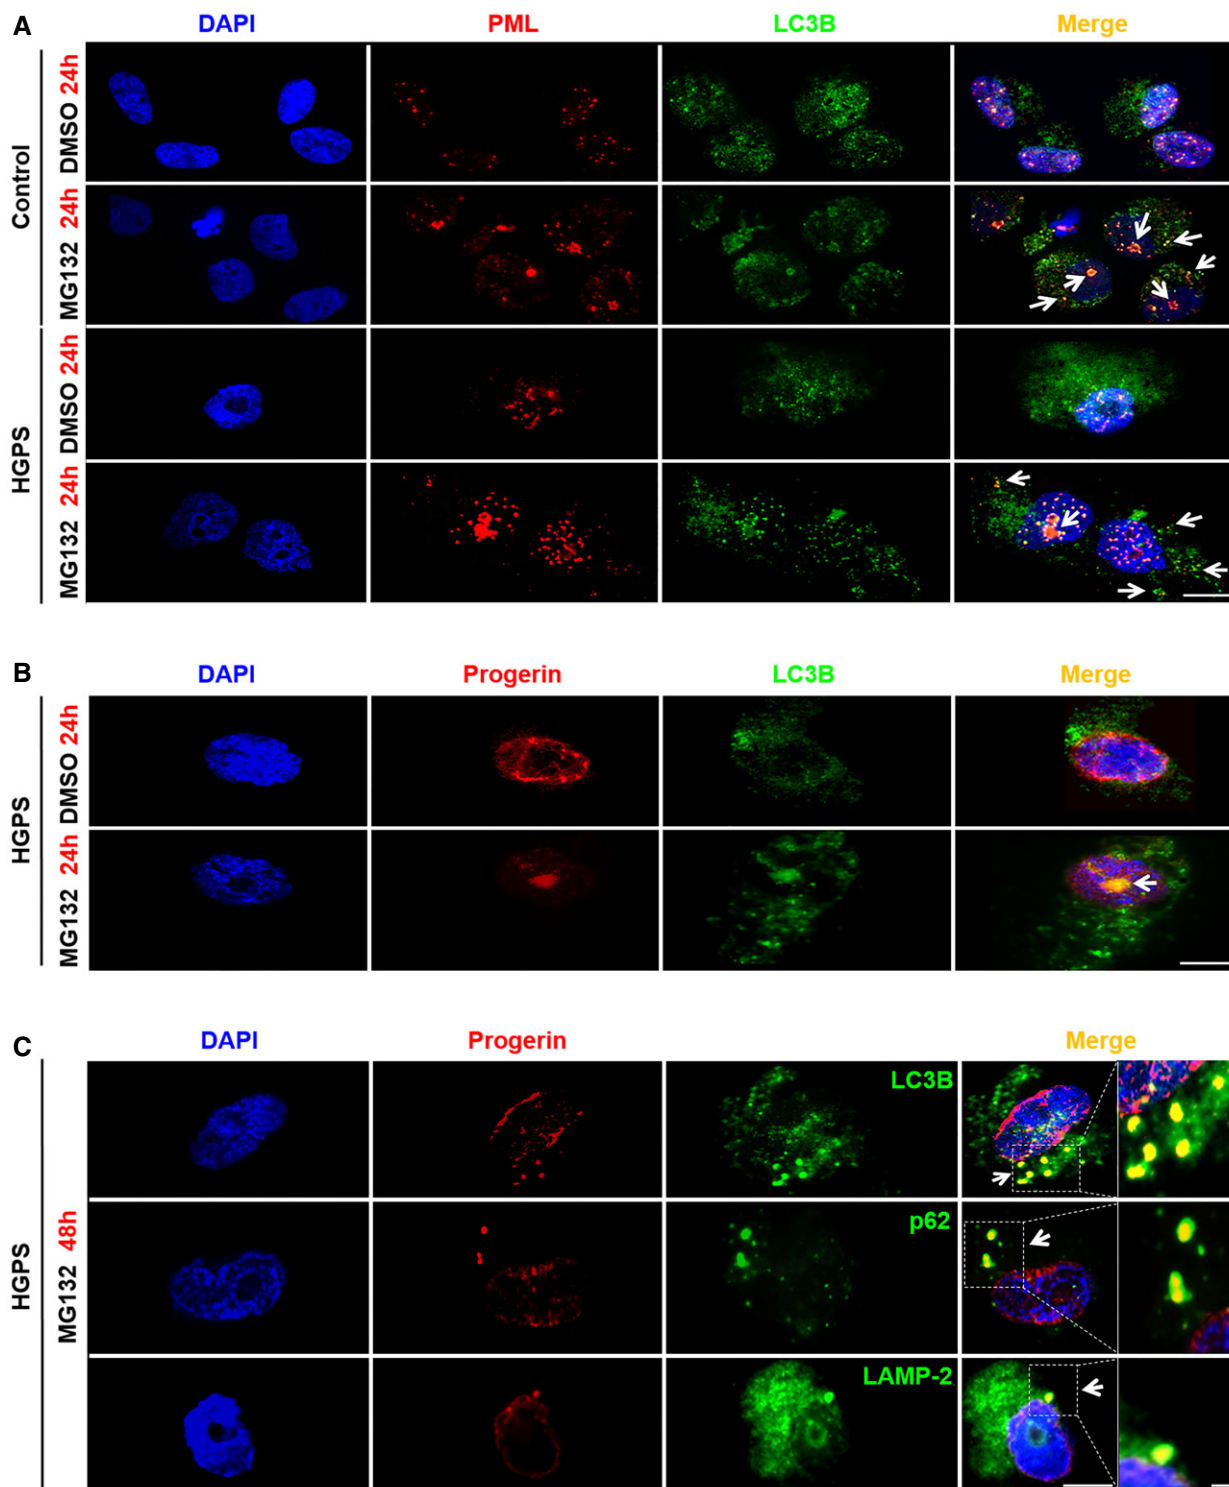 A
DAPI PML LC3B Merge
Control
DMSO 24h
MG132 24h
HGPS
DMSO 24h
MG132 24h
B
DAPI Progerin LC3B Merge
HGPS
DMSO 24h
MG132 24h
C
DAPI Progerin Merge
HGPS
MG132 48h
LC3B
p62
LAMP-2